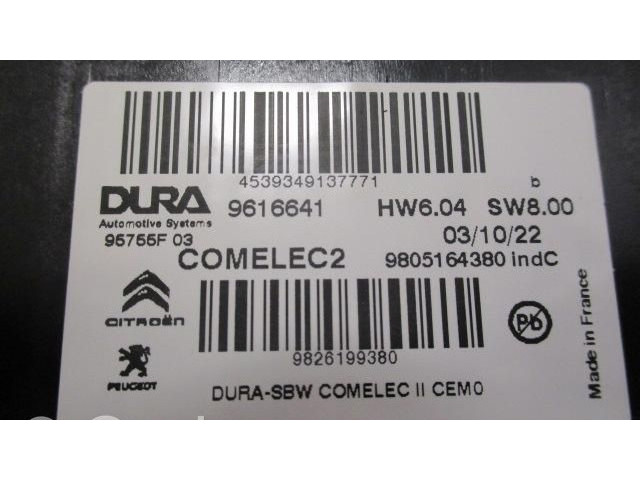 4539349137771 b
DURA 9616641 HW6.04 SW8.00
Automotive Systems
95755F 03 03/10/22
COMELEC2 9805164380 indC
CITROËN
9826199380
PEUGEOT
DURA-SBW COMELEC II CEM0
Pb
Made in France